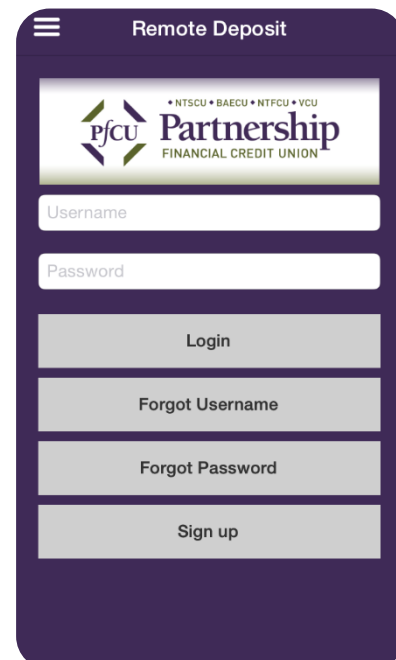 Remote Deposit
• NTSCU • BAECU • NTFCU • VCU
PfCU Partnership
FINANCIAL CREDIT UNION
Username
Password
Login
Forgot Username
Forgot Password
Sign up